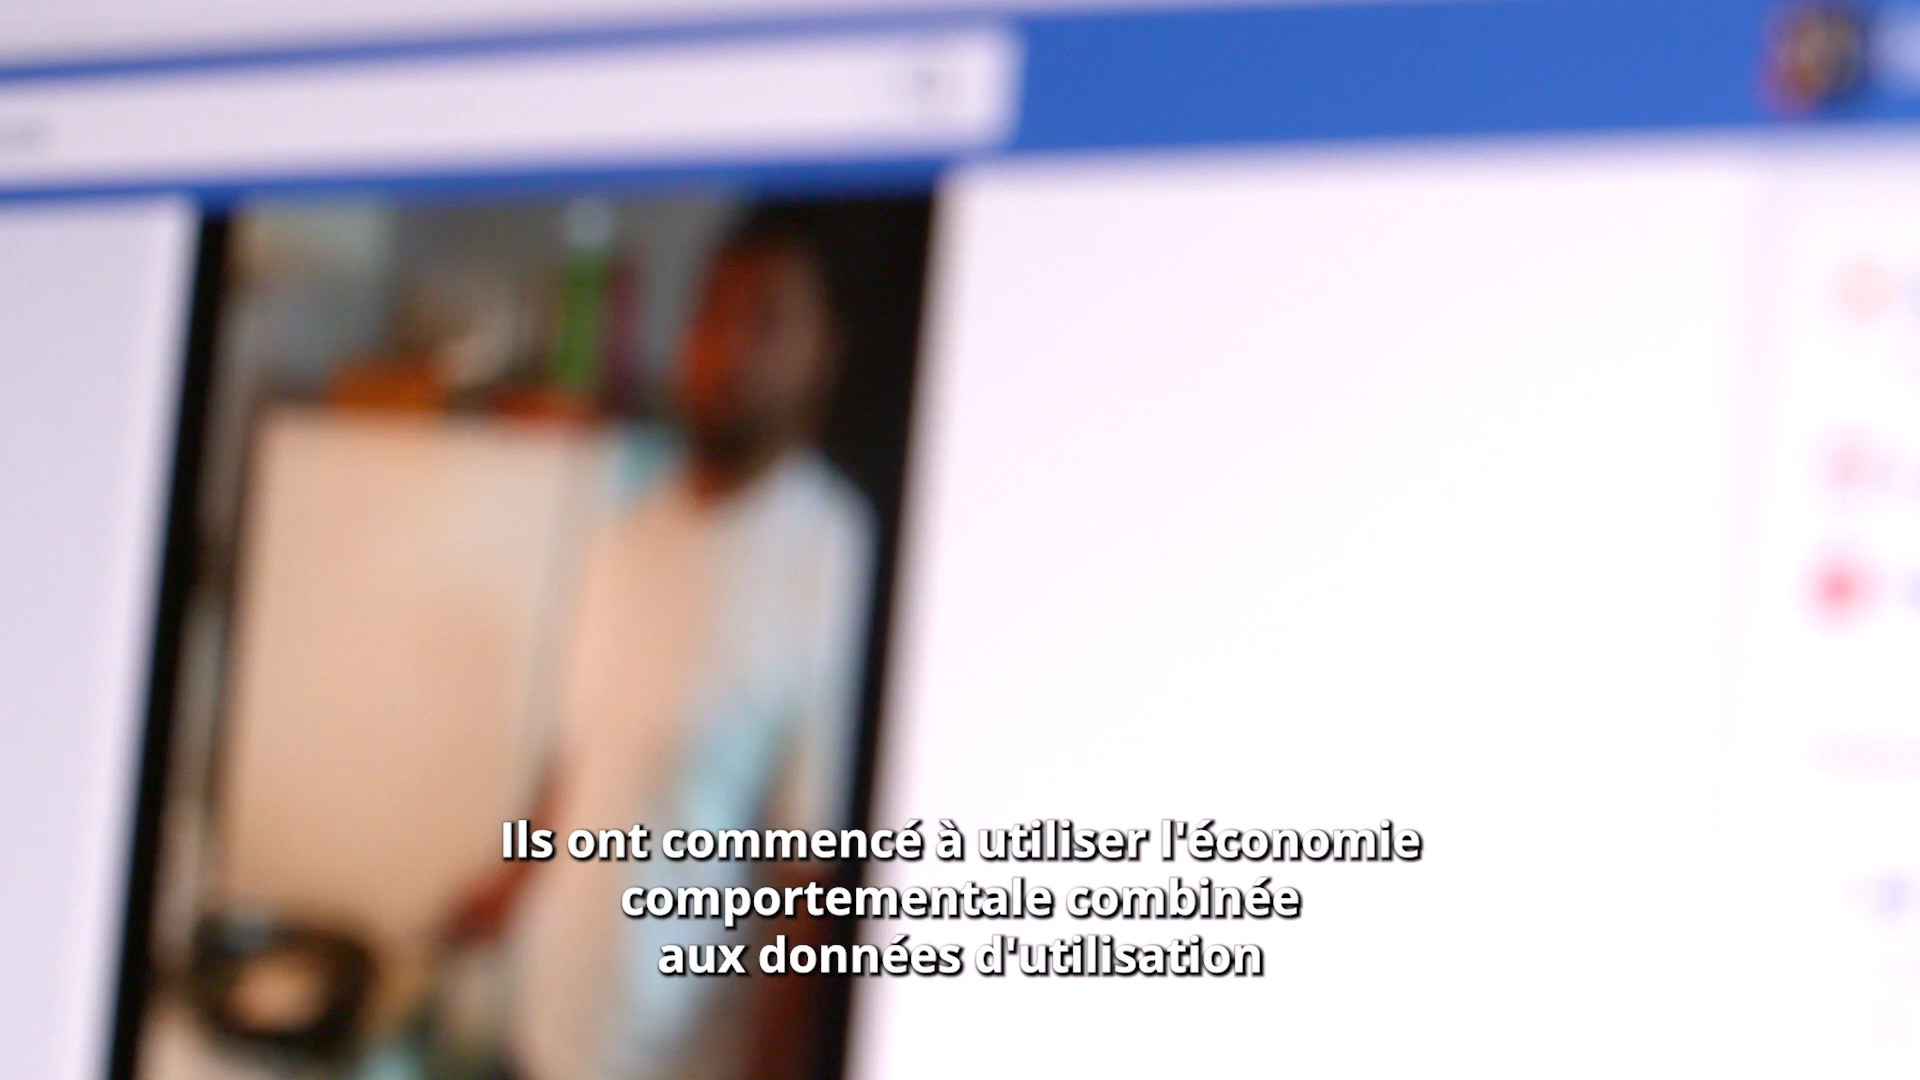 Ils ont commencé à utiliser l'économie
comportementale combinée
aux données d'utilisation